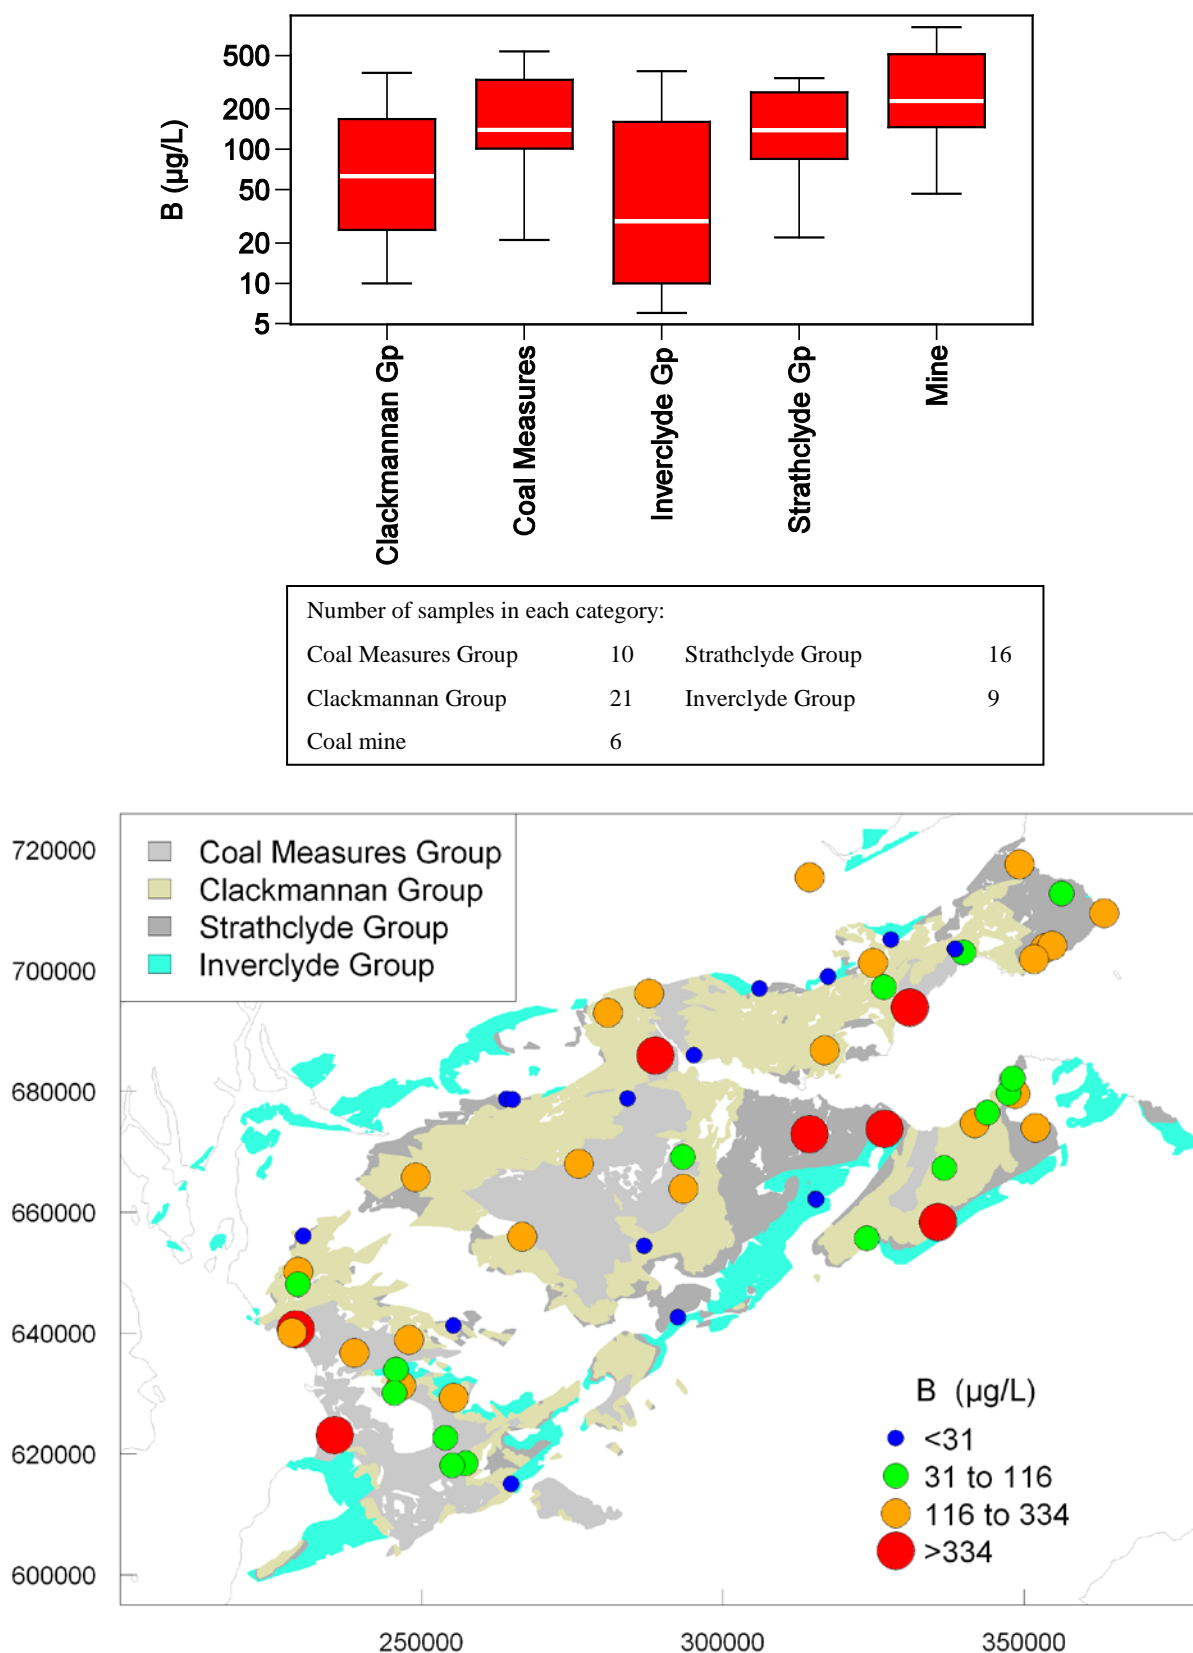 500
200
100
50
20
10
5
B (µg/L)
Clackmannan Gp
Coal Measures
Inverclyde Gp
Strathclyde Gp
Mine
Number of samples in each category:
Coal Measures Group 10 Strathclyde Group 16
Clackmannan Group 21 Inverclyde Group 9
Coal mine 6
Coal Measures Group
Clackmannan Group
Strathclyde Group
Inverclyde Group
720000
700000
680000
660000
640000
620000
600000
B (µg/L)
<31
31 to 116
116 to 334
>334
250000 300000 350000